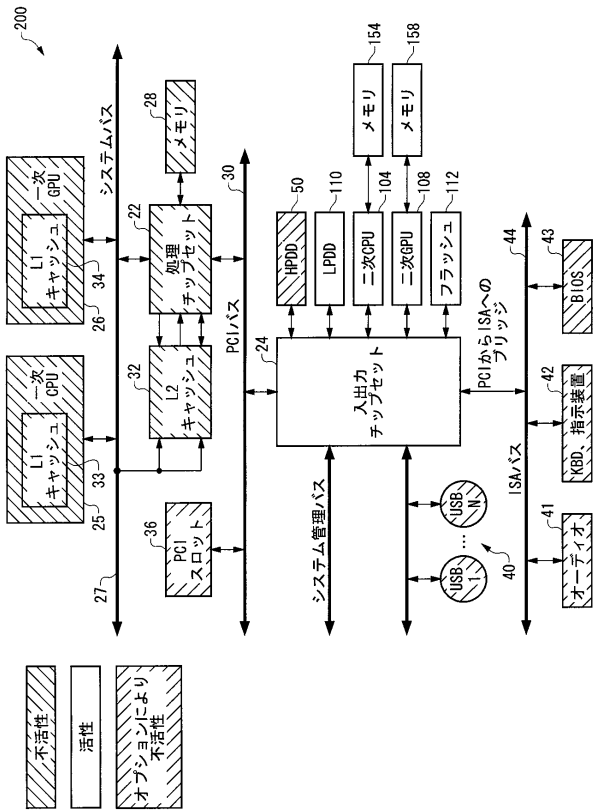 200
一次
CPU
L1
キャッシュ
33
25
一次
GPU
L1
キャッシュ
34
26
27
システムバス
32
L2
キャッシュ
22
処理
チップセット
28
メモリ
36
PCI
スロット
PCIバス
30
24
入出力
チップセット
HPDD
50
LPDD
110
二次CPU
104
メモリ
154
二次GPU
108
メモリ
158
フラッシュ
112
システム管理バス
USB
1
...
USB
N
40
PCIからISAへの
ブリッジ
ISAバス
44
オーディオ
41
KBD、指示装置
42
BIOS
43
不活性
活性
オプションにより
不活性